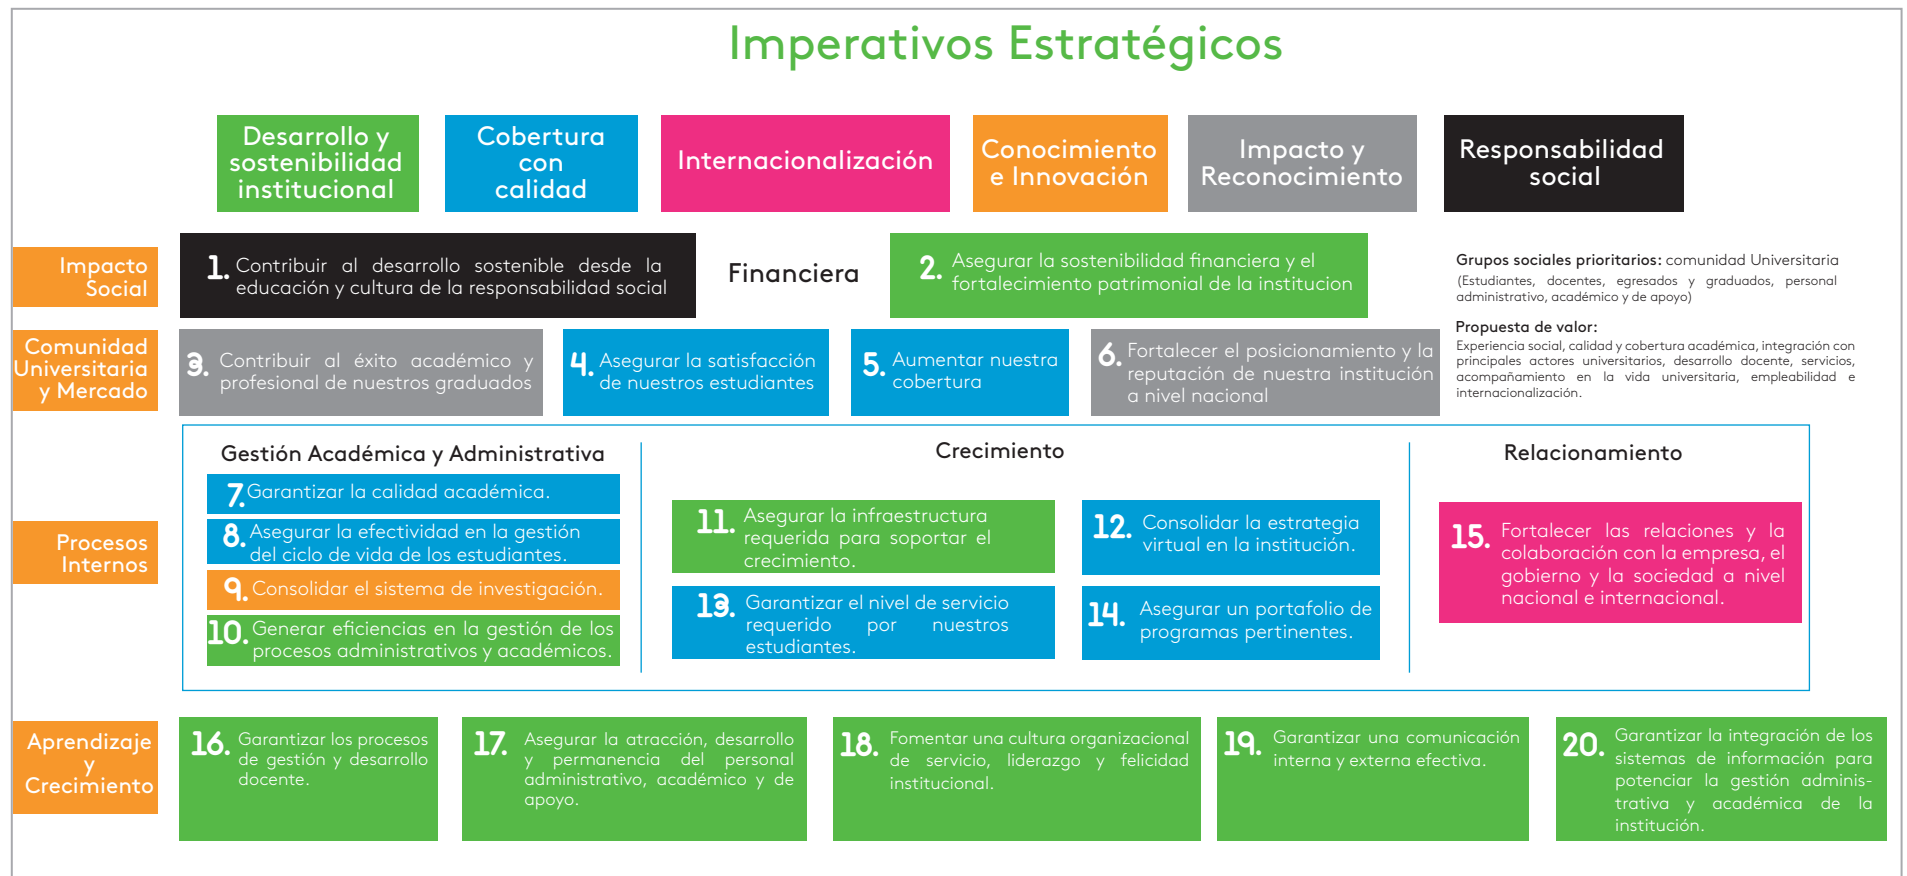 Imperativos Estratégicos
Desarrollo y
sostenibilidad
institucional
Cobertura
con
calidad
Internacionalización
Conocimiento
e Innovación
Impacto y
Reconocimiento
Responsabilidad
social
Impacto
Social
1. Contribuir al desarrollo sostenible desde la
educación y cultura de la responsabilidad social
Financiera
2. Asegurar la sostenibilidad financiera y el
fortalecimiento patrimonial de la institucion
Grupos sociales prioritarios: comunidad Universitaria
(Estudiantes, docentes, egresados y graduados, personal
administrativo, académico y de apoyo)
Propuesta de valor:
Experiencia social, calidad y cobertura académica, integración con
principales actores universitarios, desarrollo docente, servicios,
acompañamiento en la vida universitaria, empleabilidad e
internacionalización.
Comunidad
Universitaria
y Mercado
3. Contribuir al éxito académico y
profesional de nuestros graduados
4. Asegurar la satisfacción
de nuestros estudiantes
5. Aumentar nuestra
cobertura
6. Fortalecer el posicionamiento y la
reputación de nuestra institución
a nivel nacional
Procesos
Internos
Gestión Académica y Administrativa
7. Garantizar la calidad académica.
8. Asegurar la efectividad en la gestión
del ciclo de vida de los estudiantes.
9. Consolidar el sistema de investigación.
10. Generar eficiencias en la gestión de los
procesos administrativos y académicos.
Crecimiento
11. Asegurar la infraestructura
requerida para soportar el
crecimiento.
12. Consolidar la estrategia
virtual en la institución.
13. Garantizar el nivel de servicio
requerido por nuestros
estudiantes.
14. Asegurar un portafolio de
programas pertinentes.
Relacionamiento
15. Fortalecer las relaciones y la
colaboración con la empresa, el
gobierno y la sociedad a nivel
nacional e internacional.
Aprendizaje
y
Crecimiento
16. Garantizar los procesos
de gestión y desarrollo
docente.
17. Asegurar la atracción, desarrollo
y permanencia del personal
administrativo, académico y de
apoyo.
18. Fomentar una cultura organizacional
de servicio, liderazgo y felicidad
institucional.
19. Garantizar una comunicación
interna y externa efectiva.
20. Garantizar la integración de los
sistemas de información para
potenciar la gestión adminis-
trativa y académica de la
institución.